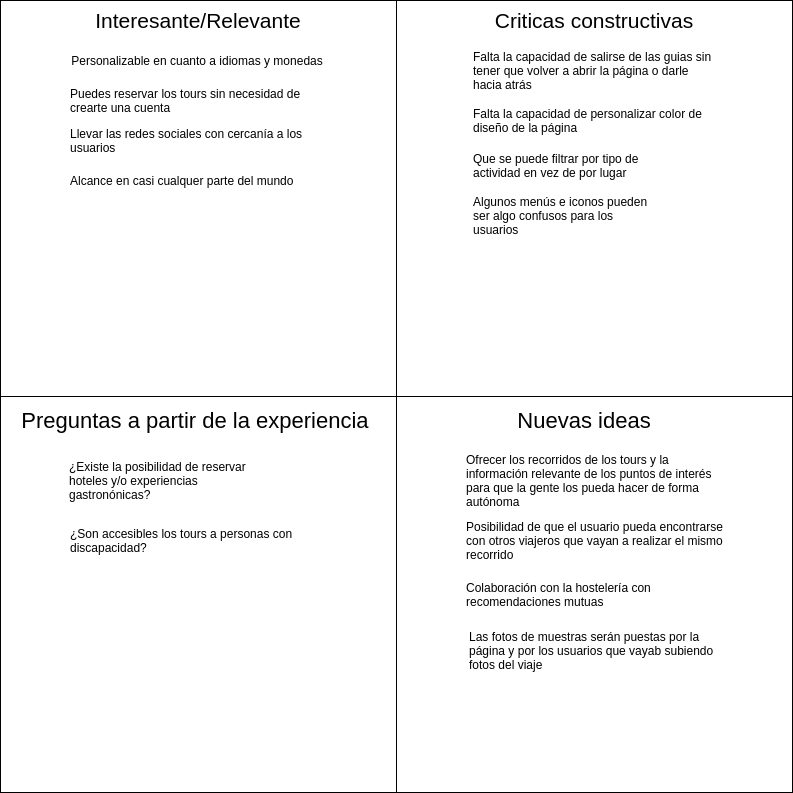 Interesante/Relevante
Personalizable en cuanto a idiomas y monedas
Puedes reservar los tours sin necesidad de
crearte una cuenta
Llevar las redes sociales con cercanía a los
usuarios
Alcance en casi cualquer parte del mundo
Criticas constructivas
Falta la capacidad de salirse de las guias sin
tener que volver a abrir la página o darle
hacia atrás
Falta la capacidad de personalizar color de
diseño de la página
Que se puede filtrar por tipo de
actividad en vez de por lugar
Algunos menús e iconos pueden
ser algo confusos para los
usuarios
Preguntas a partir de la experiencia
¿Existe la posibilidad de reservar
hoteles y/o experiencias
gastronónicas?
¿Son accesibles los tours a personas con
discapacidad?
Nuevas ideas
Ofrecer los recorridos de los tours y la
información relevante de los puntos de interés
para que la gente los pueda hacer de forma
autónoma
Posibilidad de que el usuario pueda encontrarse
con otros viajeros que vayan a realizar el mismo
recorrido
Colaboración con la hostelería con
recomendaciones mutuas
Las fotos de muestras serán puestas por la
página y por los usuarios que vayab subiendo
fotos del viaje